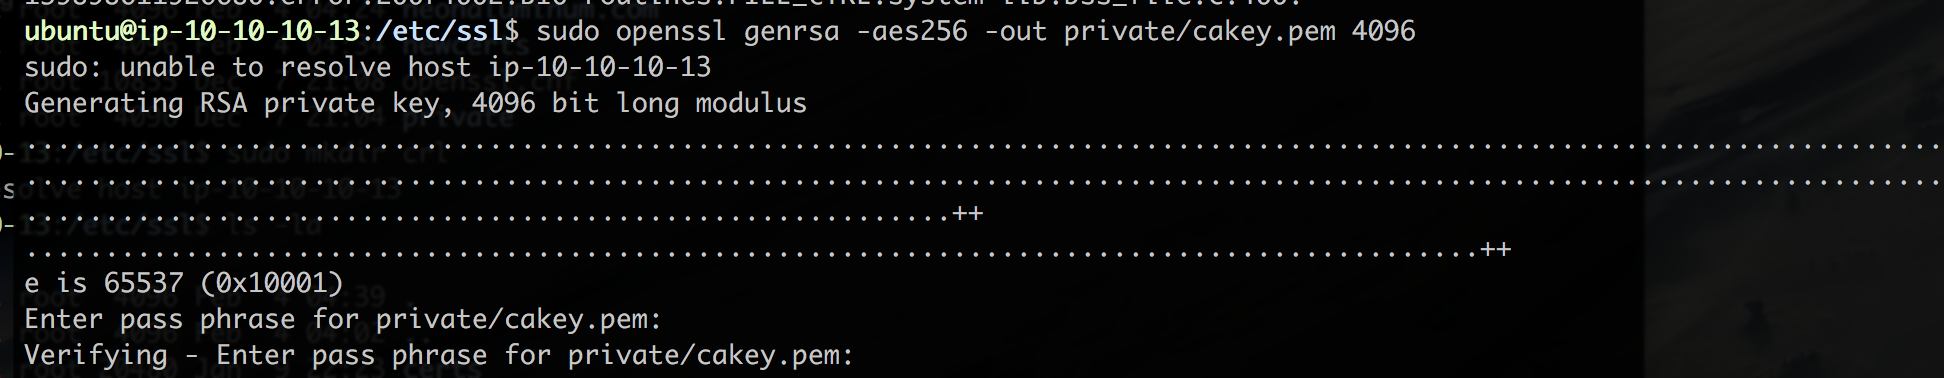 ubuntu@ip-10-10-10-13:/etc/ssl$ sudo openssl genrsa -aes256 -out private/cakey.pem 4096
sudo: unable to resolve host ip-10-10-10-13
Generating RSA private key, 4096 bit long modulus
........................................................................................................................
........................................................................................................................
..........................................................++
...........................................................................................++
e is 65537 (0x10001)
Enter pass phrase for private/cakey.pem:
Verifying - Enter pass phrase for private/cakey.pem: